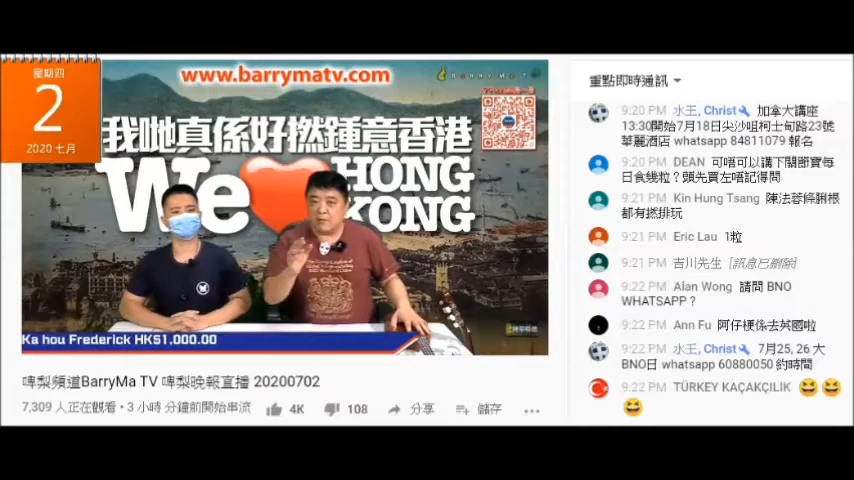 星期四
2
2020 七月
www.barrymatv.com
BARRYMATV
我哋真係好撚鍾意香港
We
HONG
KONG
Ka hou Frederick HK$1,000.00
啤梨頻道BarryMa TV 啤梨晚報直播 20200702
7,309 人正在觀看 • 3 小時 分鐘前開始串流
4K
108
分享
儲存
重點即時通訊
9:20 PM 水王, Christ 加拿大講座
13:30開始7月18日尖沙咀柯士甸路23號
華麗酒店 whatsapp 84811079 報名
9:20 PM DEAN 可唔可以講下關節寶每
日食幾粒？頭先買左唔記得問
9:21 PM Kin Hung Tsang 陳法蓉條脷根
都有撚排玩
9:21 PM Eric Lau 1粒
9:21 PM 吉川先生 [訊息已刪除]
9:22 PM Alan Wong 請問 BNO
WHATSAPP？
9:22 PM Ann Fu 阿仔梗係去英國啦
9:22 PM 水王, Christ 7月25, 26 大
BNO日 whatsapp 60880050 約時間
9:22 PM TÜRKEY KAÇAKÇILIK